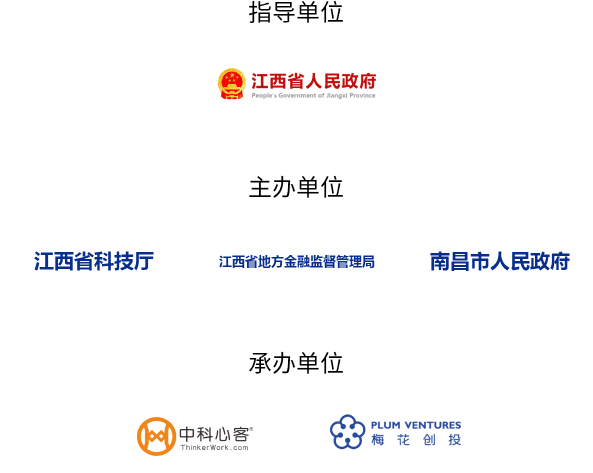 指导单位
江西省人民政府
People's Government of Jiangxi Province
主办单位
江西省科技厅
江西省地方金融监督管理局
南昌市人民政府
承办单位
中科心客®
ThinkerWork.com
PLUM VENTURES
梅花创投